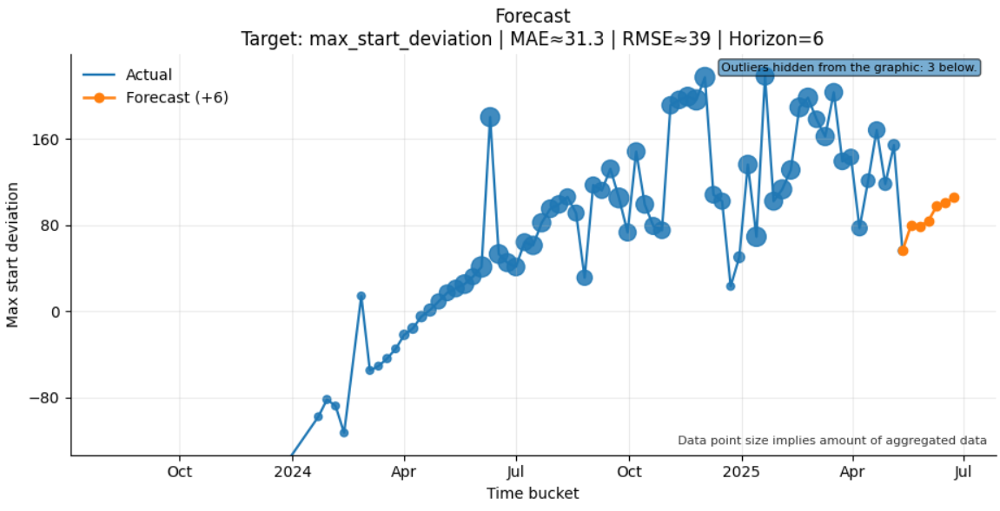 Forecast
Target: max_start_deviation | MAE≈31.3 | RMSE≈39 | Horizon=6
Outliers hidden from the graphic: 3 below.
Actual
Forecast (+6)
Max start deviation
160
80
0
−80
Data point size implies amount of aggregated data
Oct
2024
Apr
Jul
Oct
2025
Apr
Jul
Time bucket